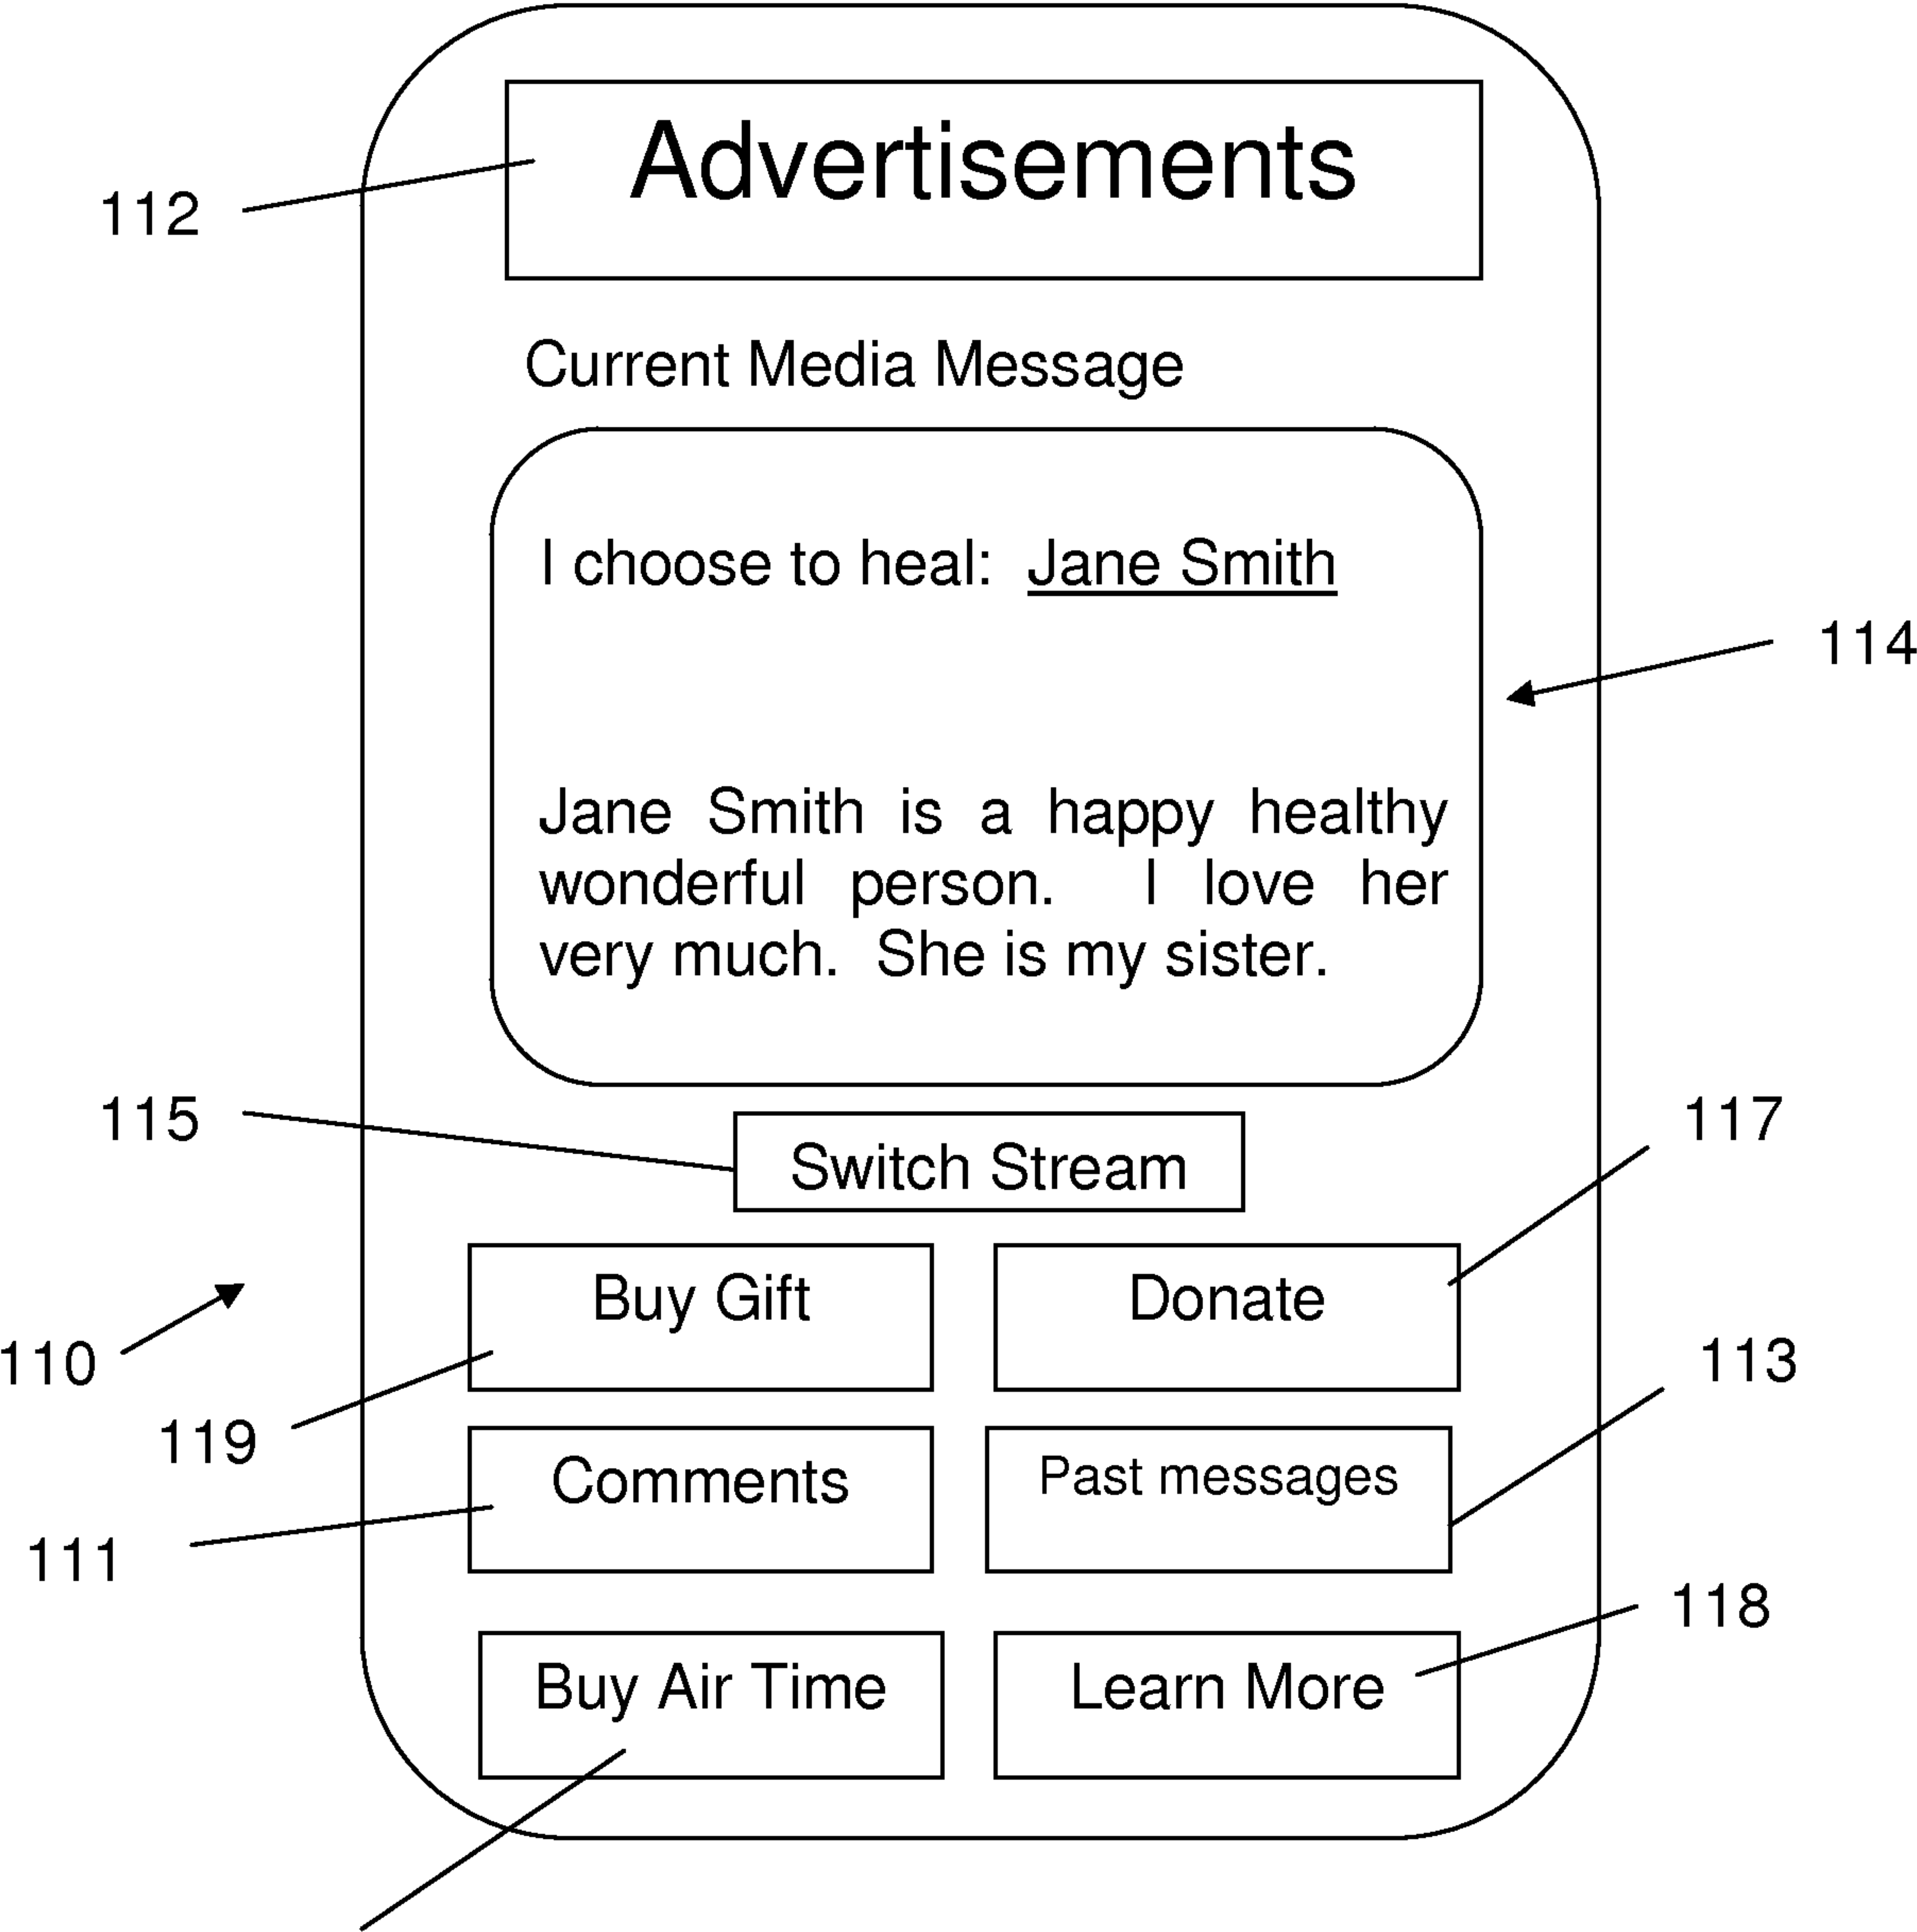 Advertisements
112
Current Media Message
I choose to heal: Jane Smith
114
Jane Smith is a happy healthy
wonderful person. I love her
very much. She is my sister.
115
117
Switch Stream
Buy Gift
Donate
110
113
119
Comments
Past messages
111
118
Buy Air Time
Learn More